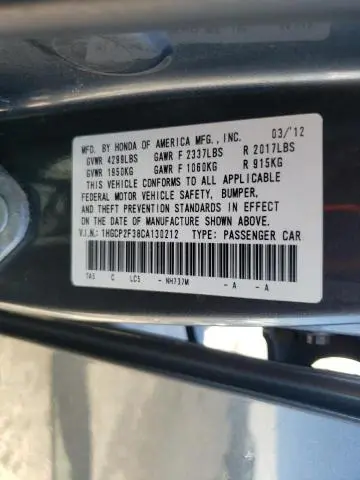 MFD. BY HONDA OF AMERICA MFG., INC. 03/'12
GVWR 4299LBS GAWR F 2337LBS R 2017LBS
GVWR 1950KG GAWR F 1060KG R 915KG
THIS VEHICLE CONFORMS TO ALL APPLICABLE
FEDERAL MOTOR VEHICLE SAFETY, BUMPER,
AND THEFT PREVENTION STANDARDS IN EFFECT
ON THE DATE OF MANUFACTURE SHOWN ABOVE.
V.I.N.: 1HGCP2F38CA130212 TYPE: PASSENGER CAR
TA5 C LC5 - NH737M - A - A